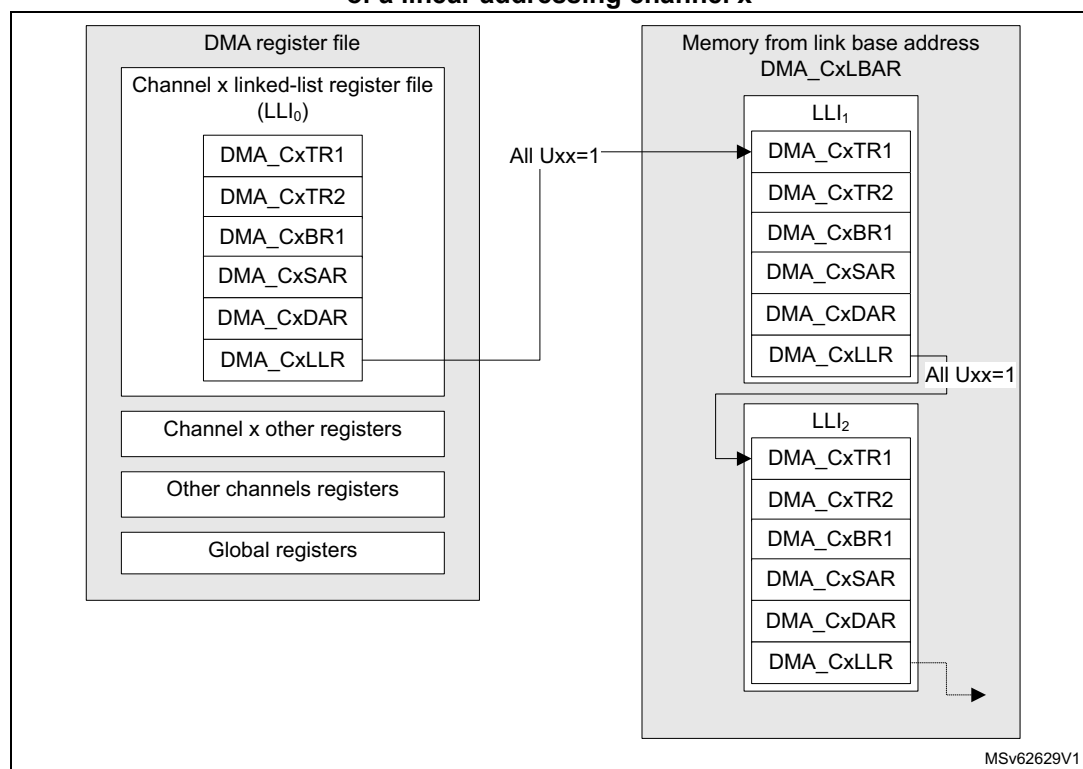 of a linear addressing channel x
DMA register file
Channel x linked-list register file
(LLI₀)
DMA_CxTR1
DMA_CxTR2
DMA_CxBR1
DMA_CxSAR
DMA_CxDAR
DMA_CxLLR
Channel x other registers
Other channels registers
Global registers
All Uxx=1
Memory from link base address
DMA_CxLBAR
LLI₁
DMA_CxTR1
DMA_CxTR2
DMA_CxBR1
DMA_CxSAR
DMA_CxDAR
DMA_CxLLR
All Uxx=1
LLI₂
DMA_CxTR1
DMA_CxTR2
DMA_CxBR1
DMA_CxSAR
DMA_CxDAR
DMA_CxLLR
MSv62629V1